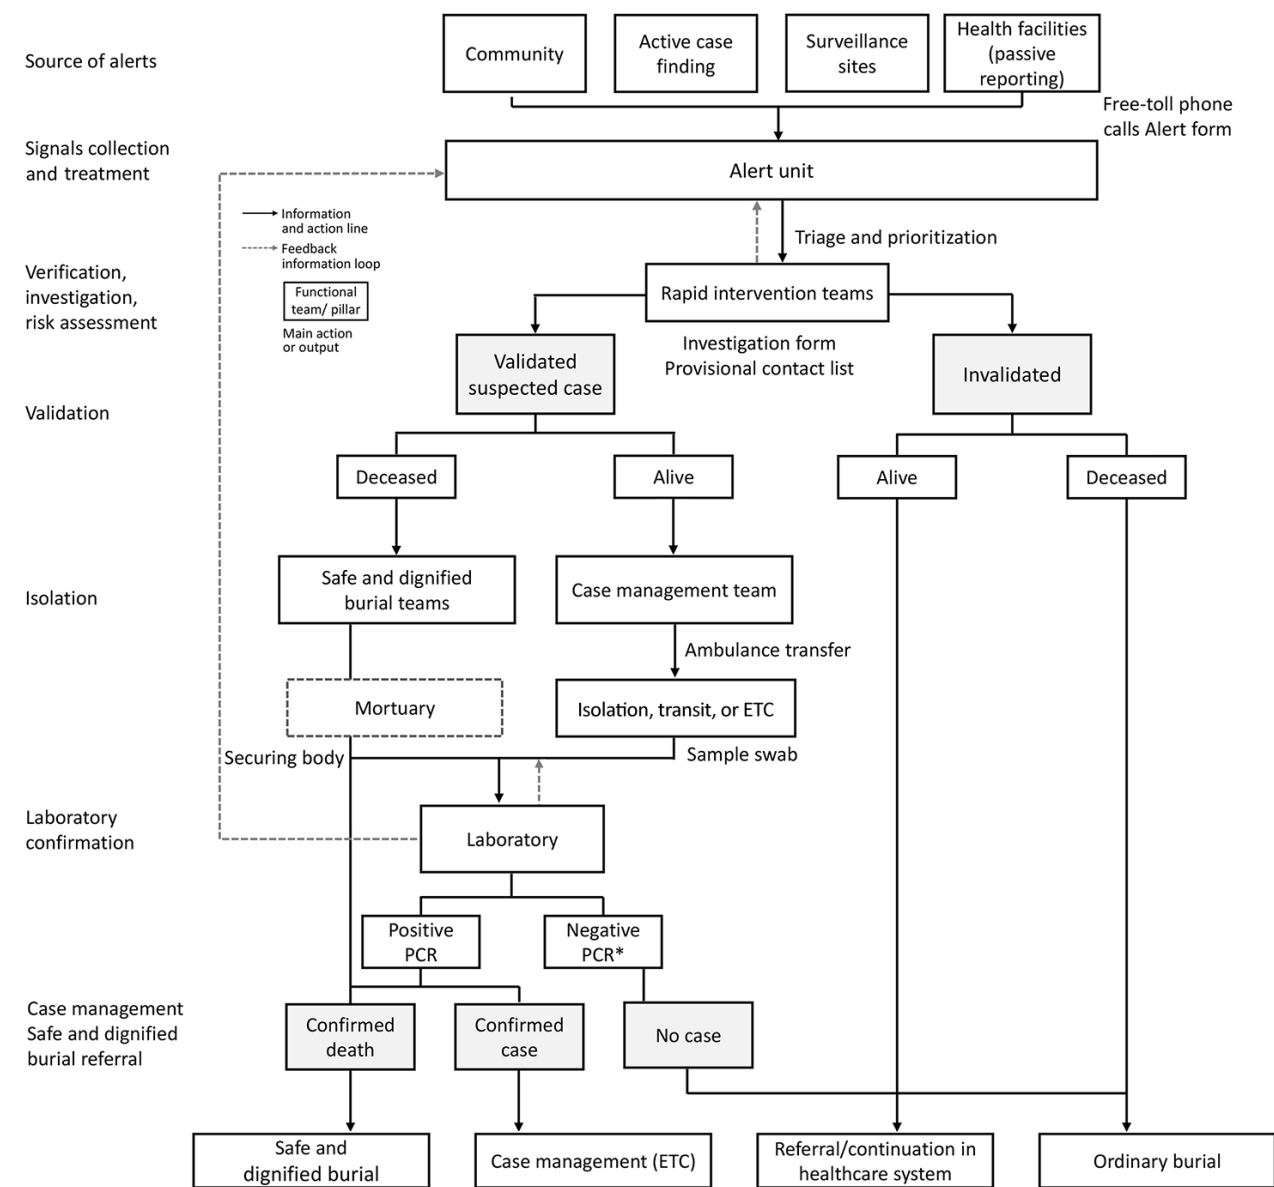 Source of alerts
Community
Active case
finding
Surveillance
sites
Health facilities
(passive
reporting)
Free-toll phone
calls Alert form
Signals collection
and treatment
Alert unit
Information
and action line
Feedback
information loop
Functional
team/ pillar
Main action
or output
Triage and prioritization
Verification,
investigation,
risk assessment
Rapid intervention teams
Investigation form
Provisional contact list
Validated
suspected case
Invalidated
Validation
Deceased
Alive
Alive
Deceased
Isolation
Safe and dignified
burial teams
Case management team
Ambulance transfer
Mortuary
Isolation, transit, or ETC
Securing body
Sample swab
Laboratory
confirmation
Laboratory
Positive
PCR
Negative
PCR*
Case management
Safe and dignified
burial referral
Confirmed
death
Confirmed
case
No case
Safe and
dignified burial
Case management (ETC)
Referral/continuation in
healthcare system
Ordinary burial